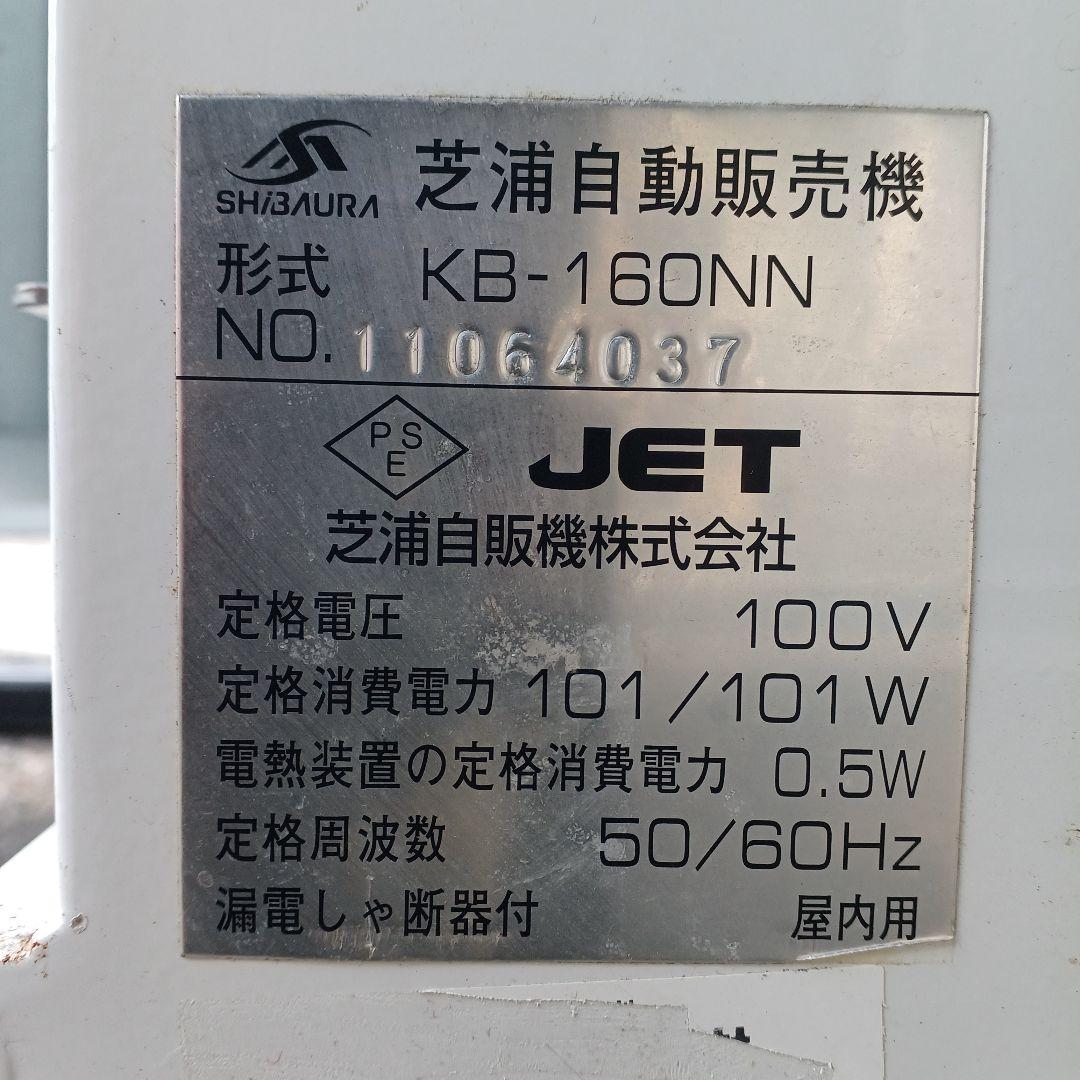 SHIBAURA 芝浦自動販売機
形式 KB-160NN
NO. 11064037
PSE JET
芝浦自販機株式会社
定格電圧 100V
定格消費電力 101/101W
電熱装置の定格消費電力 0.5W
定格周波数 50/60Hz
漏電しゃ断器付 屋内用